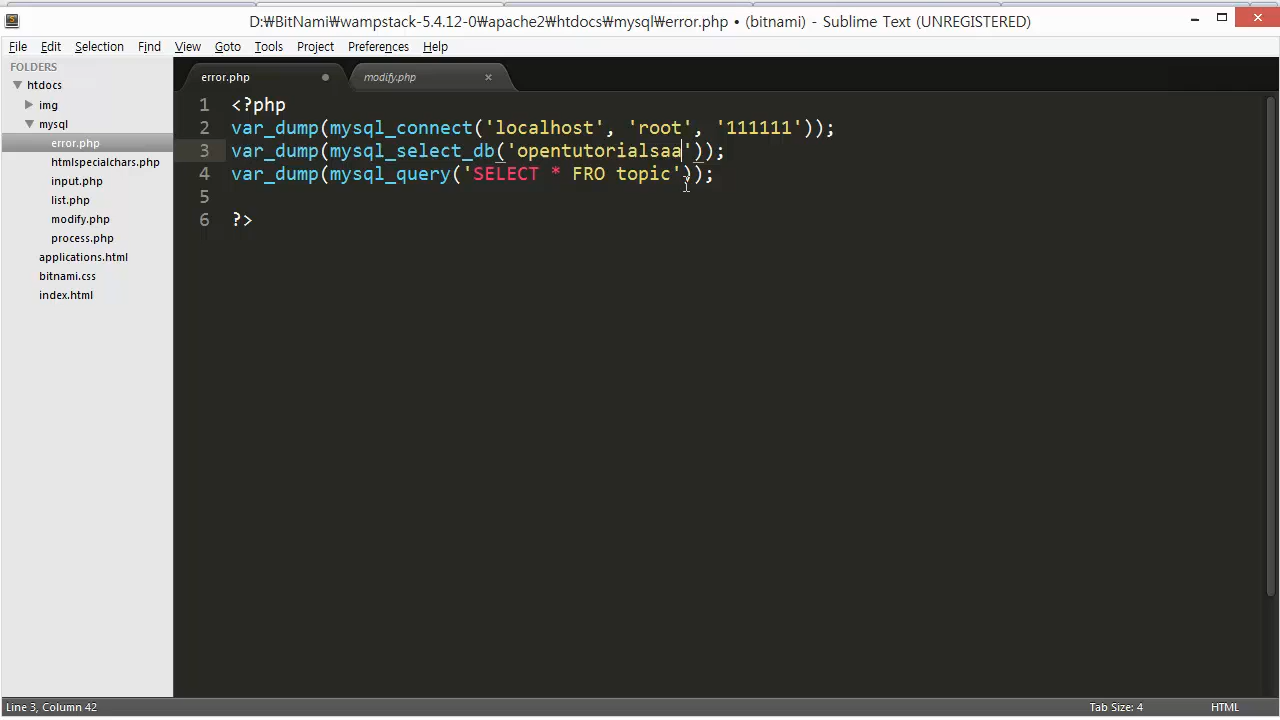 D:₩BitNami₩wampstack-5.4.12-0₩apache2₩htdocs₩mysql₩error.php • (bitnami) - Sublime Text (UNREGISTERED)
File Edit Selection Find View Goto Tools Project Preferences Help
FOLDERS
htdocs
img
mysql
error.php
htmlspecialchars.php
input.php
list.php
modify.php
process.php
applications.html
bitnami.css
index.html
error.php modify.php
1 <?php
2 var_dump(mysql_connect('localhost', 'root', '111111'));
3 var_dump(mysql_select_db('opentutorialsaa'));
4 var_dump(mysql_query('SELECT * FRO topic'));
5
6 ?>
Line 3, Column 42 Tab Size: 4 HTML